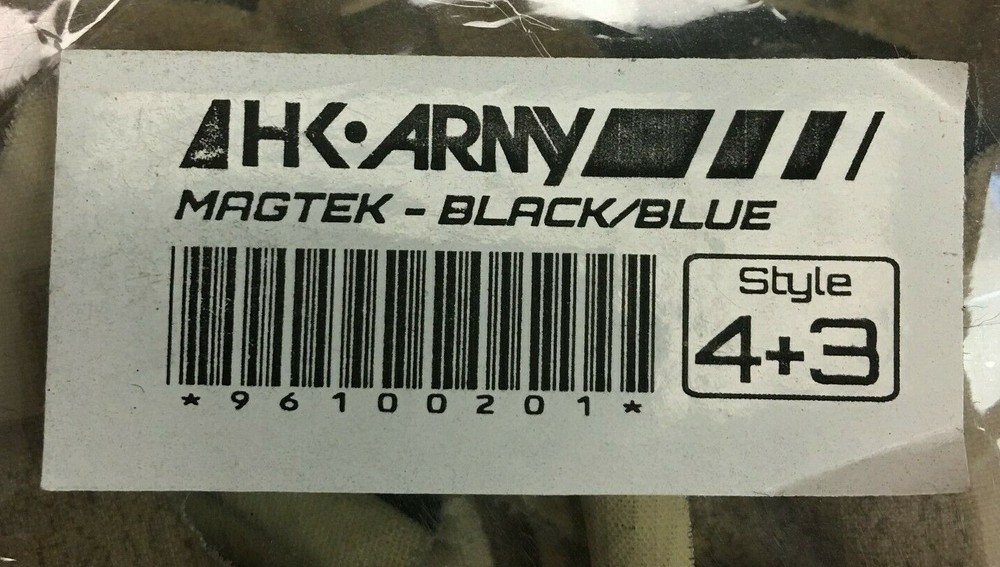 HK•ARMY
MAGTEK - BLACK/BLUE
*96100201*
Style
4+3